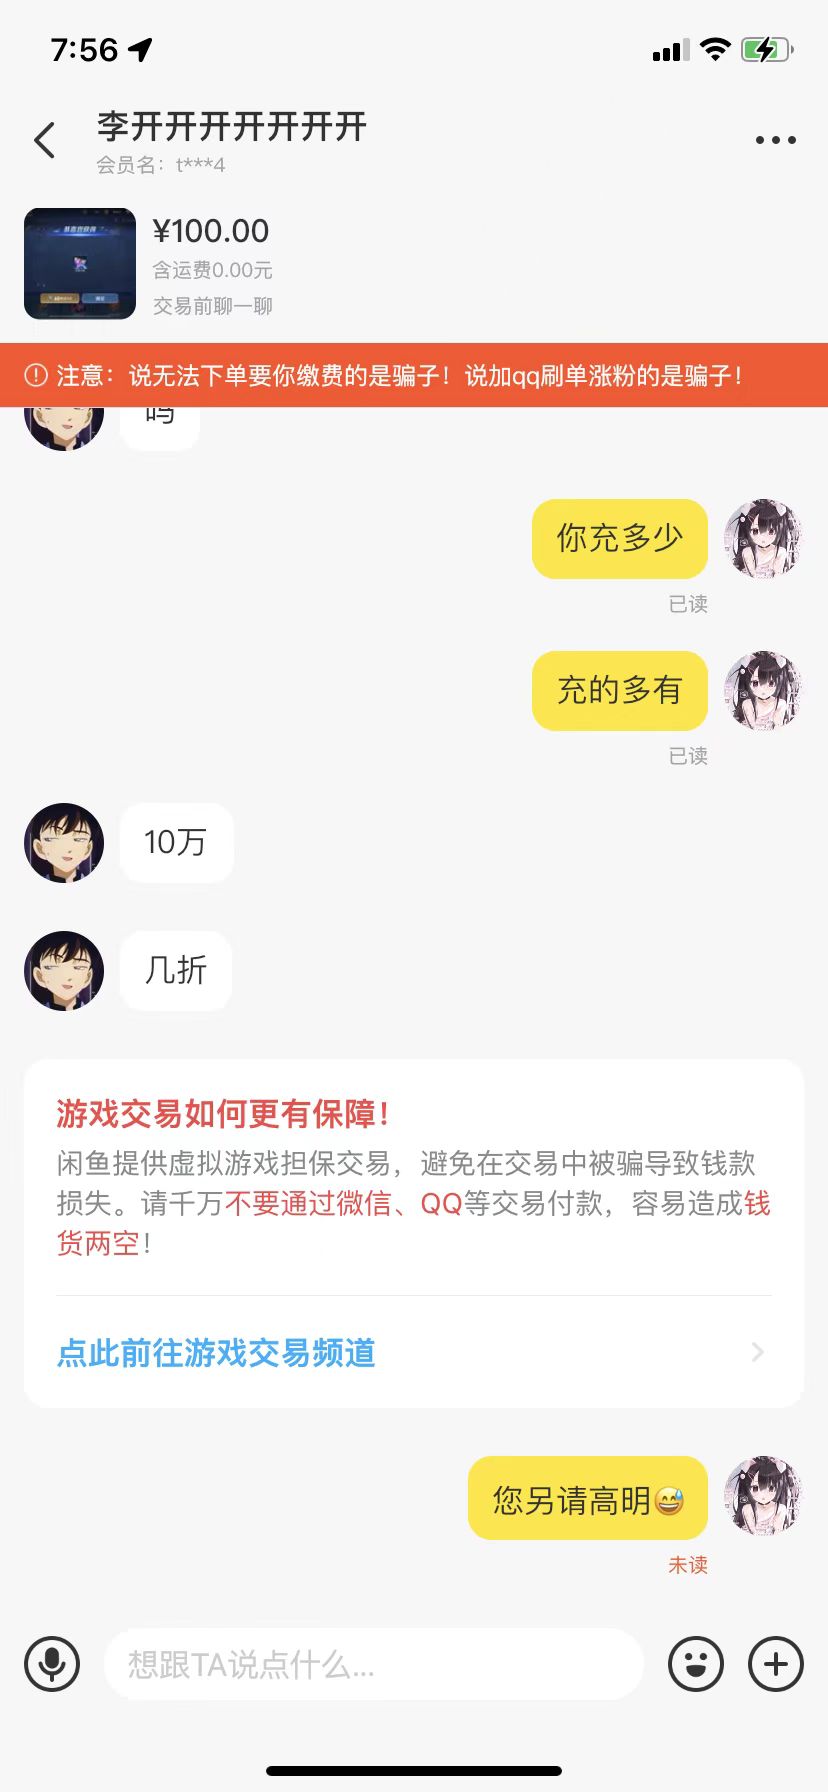 7:56
李开开开开开开开
会员名：t***4
¥100.00
含运费0.00元
交易前聊一聊
注意：说无法下单要你缴费的是骗子！说加qq刷单涨粉的是骗子！
吗
你充多少
已读
充的多有
已读
10万
几折
游戏交易如何更有保障！
闲鱼提供虚拟游戏担保交易，避免在交易中被骗导致钱款
损失。请千万不要通过微信、QQ等交易付款，容易造成钱
货两空！
点此前往游戏交易频道
您另请高明😅
未读
想跟TA说点什么...